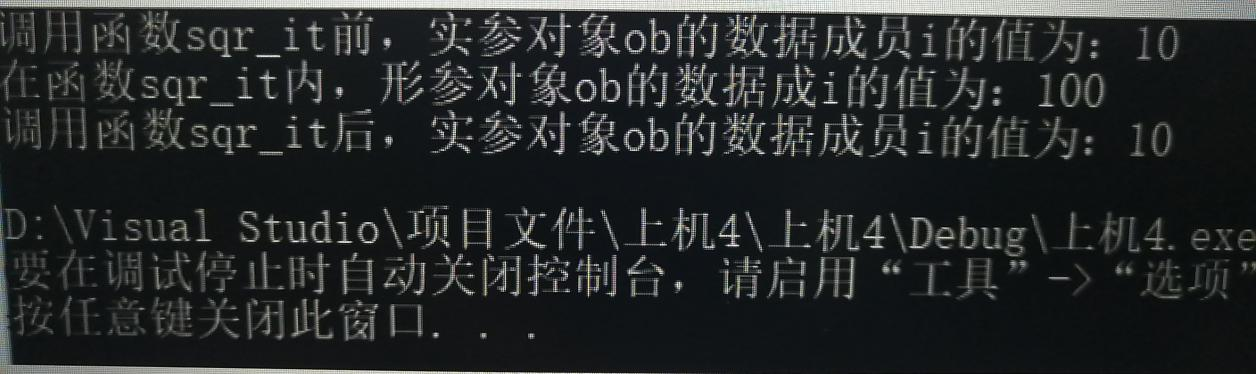 调用函数sqr_it前，实参对象ob的数据成员i的值为：10
在函数sqr_it内，形参对象ob的数据成i的值为：100
调用函数sqr_it后，实参对象ob的数据成员i的值为：10
D:\Visual Studio\项目文件\上机4\上机4\Debug\上机4.exe
要在调试停止时自动关闭控制台，请启用“工具”->“选项”
按任意键关闭此窗口. . .